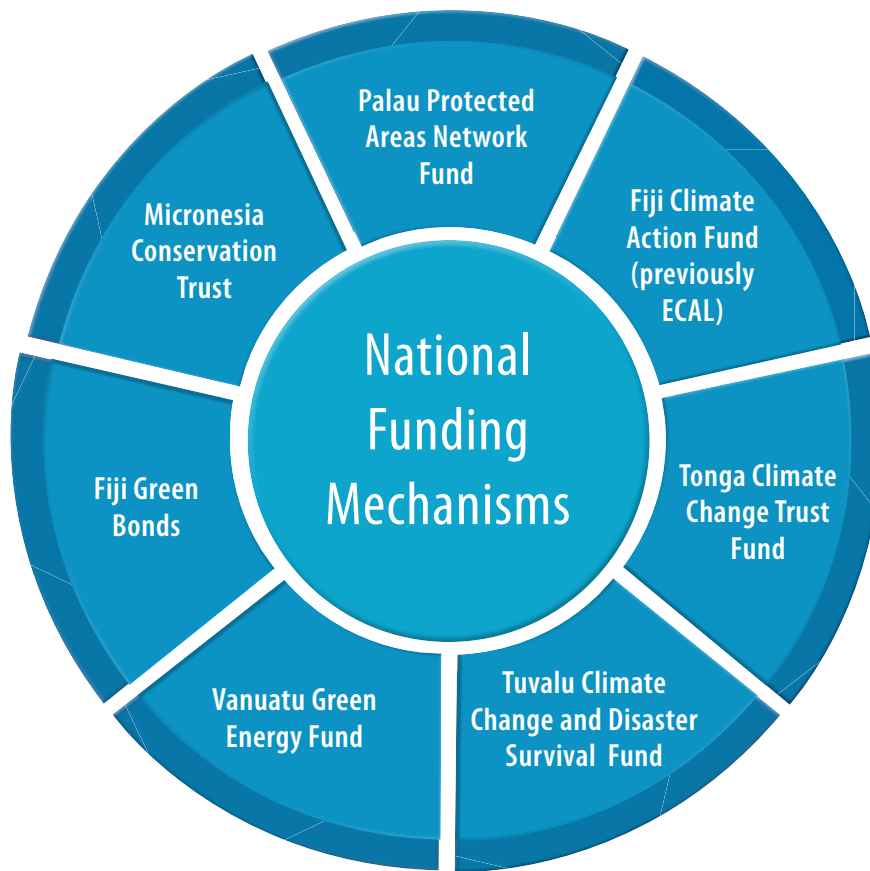 National
Funding
Mechanisms
Palau Protected
Areas Network
Fund
Fiji Climate
Action Fund
(previously
ECAL)
Tonga Climate
Change Trust
Fund
Tuvalu Climate
Change and Disaster
Survival Fund
Vanuatu Green
Energy Fund
Fiji Green
Bonds
Micronesia
Conservation
Trust